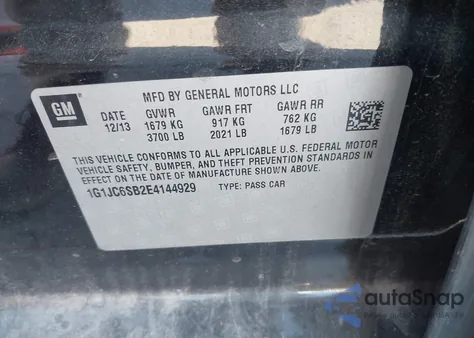 GM
MFD BY GENERAL MOTORS LLC
DATE GVWR GAWR FRT GAWR RR
12/13 1679 KG 917 KG 762 KG
3700 LB 2021 LB 1679 LB
THIS VEHICLE CONFORMS TO ALL APPLICABLE U.S. FEDERAL MOTOR
VEHICLE SAFETY, BUMPER, AND THEFT PREVENTION STANDARDS IN
EFFECT ON THE DATE OF MANUFACTURE SHOWN ABOVE.
1G1JC6SB2E4144929 TYPE: PASS CAR
autoSnap